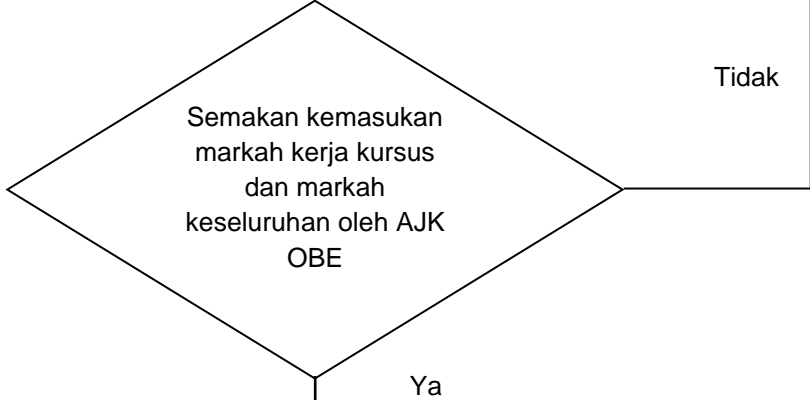 Tidak
Semakan kemasukan
markah kerja kursus
dan markah
keseluruhan oleh AJK
OBE
Ya